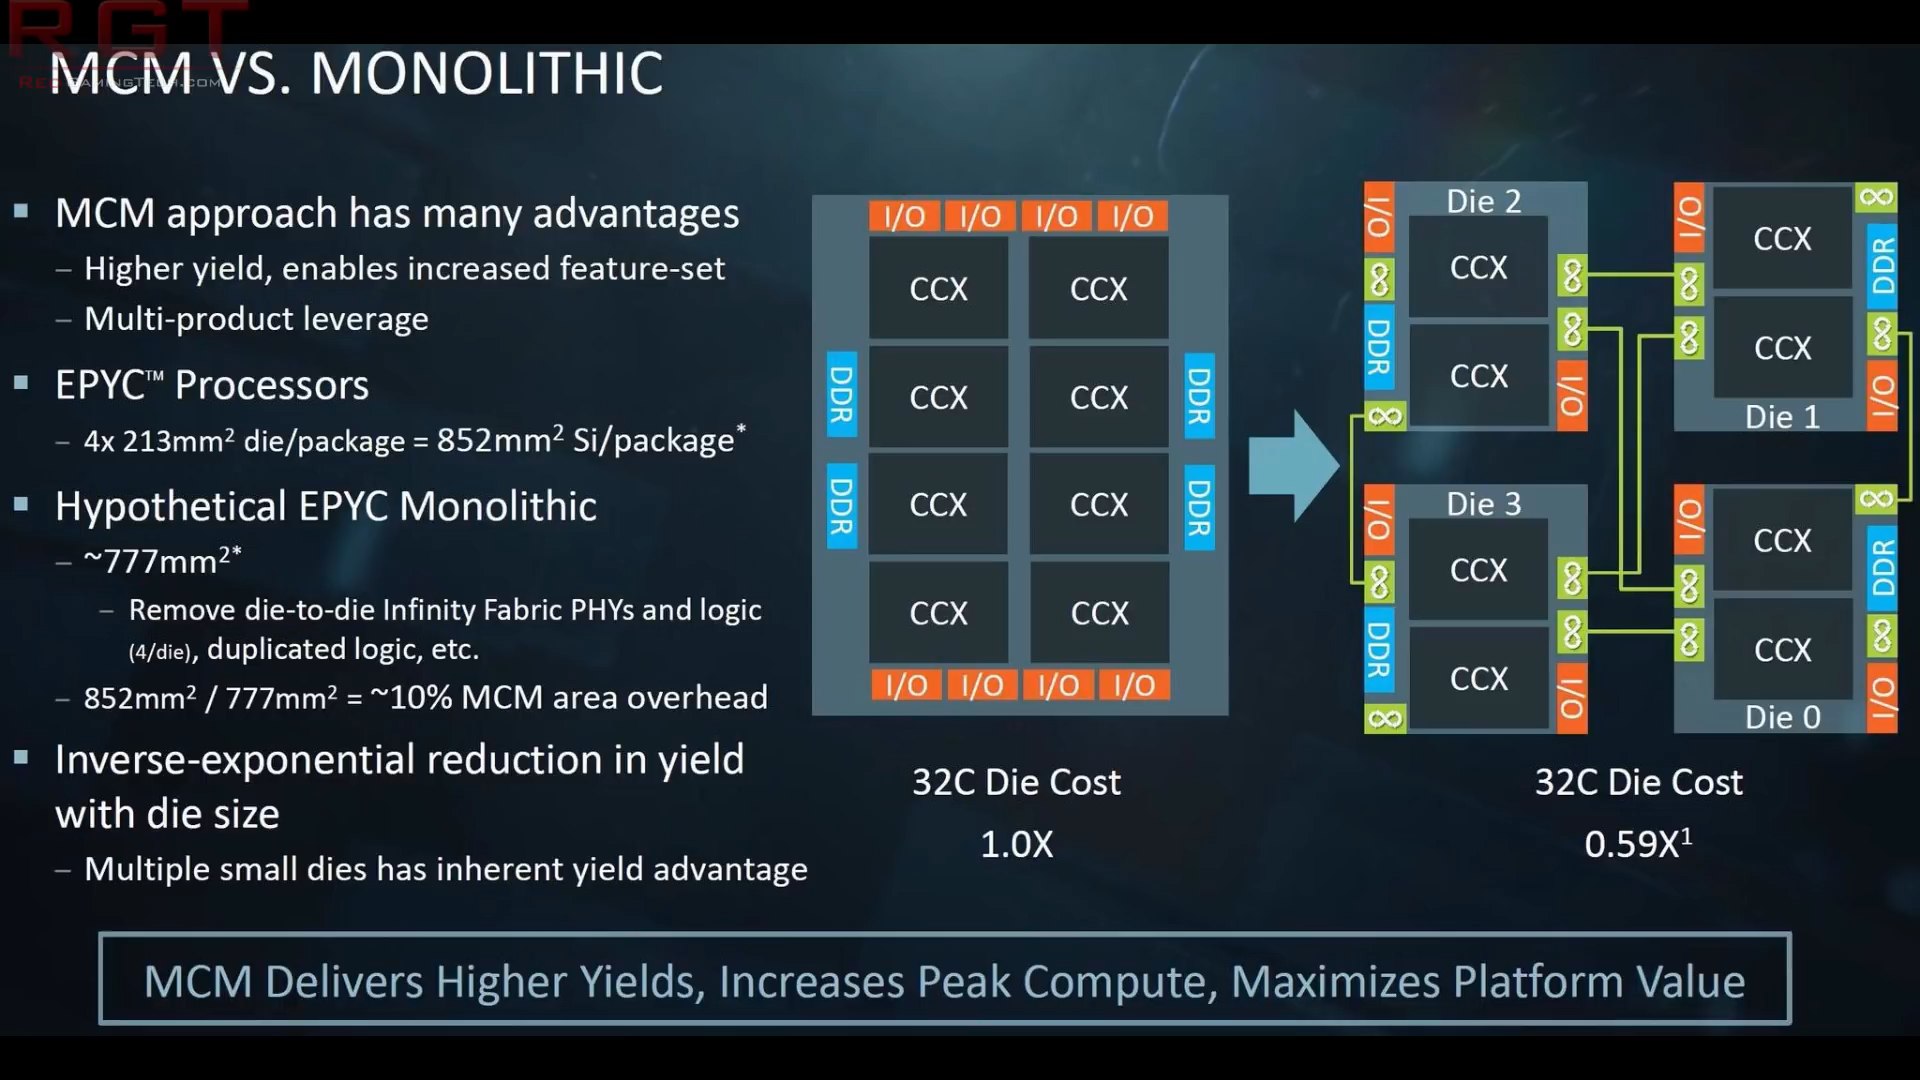 RGT
REDGAMINGTECH.COM
MCM VS. MONOLITHIC
▪ MCM approach has many advantages
– Higher yield, enables increased feature-set
– Multi-product leverage
▪ EPYC™ Processors
– 4x 213mm² die/package = 852mm² Si/package*
▪ Hypothetical EPYC Monolithic
– ~777mm²*
– Remove die-to-die Infinity Fabric PHYs and logic
(4/die), duplicated logic, etc.
– 852mm² / 777mm² = ~10% MCM area overhead
▪ Inverse-exponential reduction in yield
with die size
– Multiple small dies has inherent yield advantage
I/O I/O I/O I/O
CCX CCX
DDR CCX CCX DDR
DDR CCX CCX DDR
CCX CCX
I/O I/O I/O I/O
32C Die Cost
1.0X
Die 2
I/O
CCX
∞ ∞
DDR ∞
CCX
I/O
∞
I/O
CCX
∞
∞ DDR
∞ CCX ∞
I/O
Die 1
Die 3
I/O
CCX
∞ ∞
DDR ∞
CCX
I/O
∞
I/O
CCX
∞
∞ DDR
∞ CCX ∞
I/O
Die 0
32C Die Cost
0.59X¹
MCM Delivers Higher Yields, Increases Peak Compute, Maximizes Platform Value